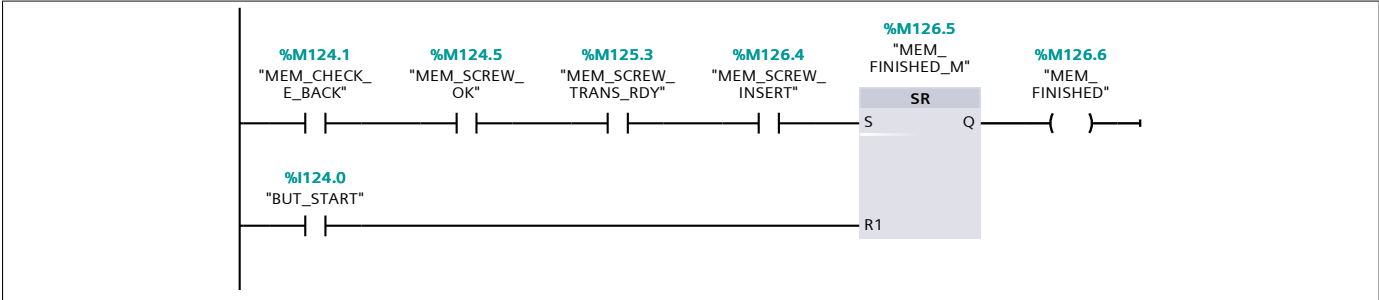 %M124.1
"MEM_CHECK_
E_BACK"
%M124.5
"MEM_SCREW_
OK"
%M125.3
"MEM_SCREW_
TRANS_RDY"
%M126.4
"MEM_SCREW_
INSERT"
%M126.5
"MEM_
FINISHED_M"
SR
S
Q
R1
%M126.6
"MEM_
FINISHED"
%I124.0
"BUT_START"